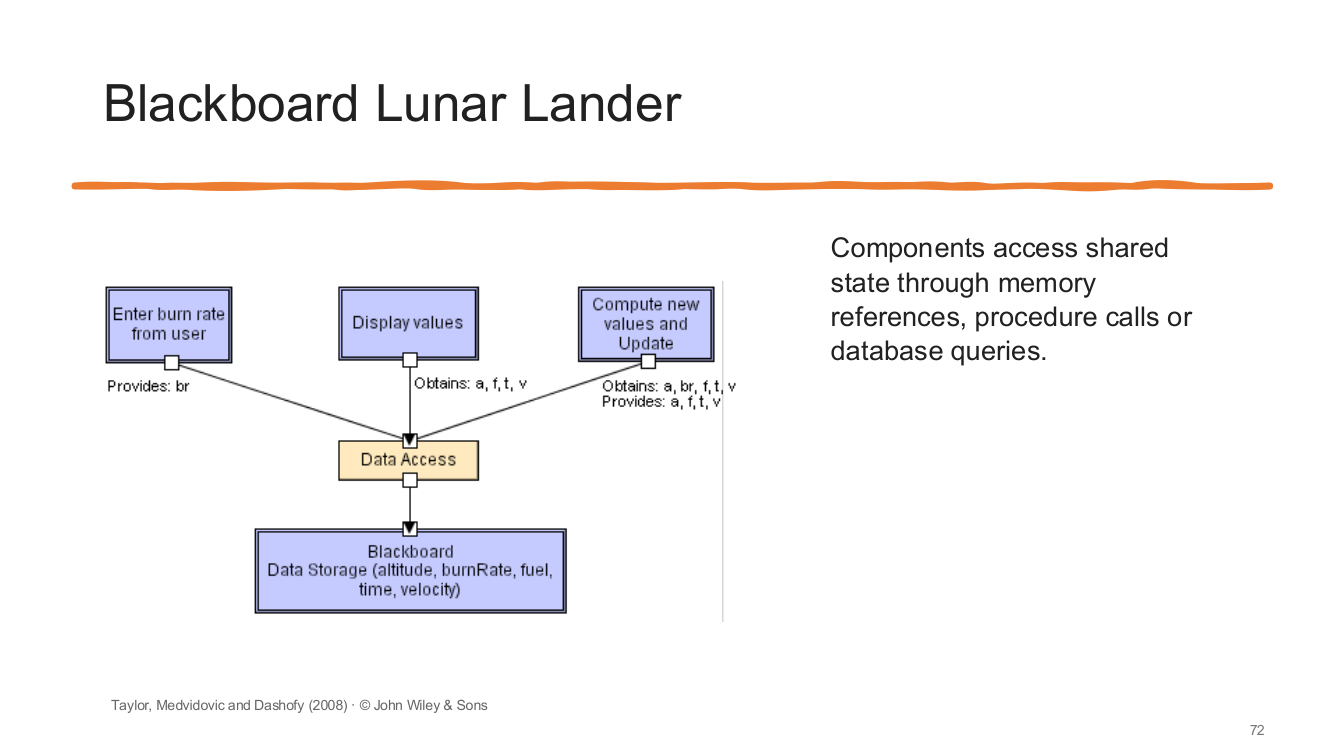 Blackboard Lunar Lander
Components access shared
state through memory
references, procedure calls or
database queries.
Enter burn rate
from user
Display values
Compute new
values and
Update
Provides: br
Obtains: a, f, t, v
Obtains: a, br, f, t, v
Provides: a, f, t, v
Data Access
Blackboard
Data Storage (altitude, burnRate, fuel,
time, velocity)
Taylor, Medvidovic and Dashofy (2008) · © John Wiley & Sons
72